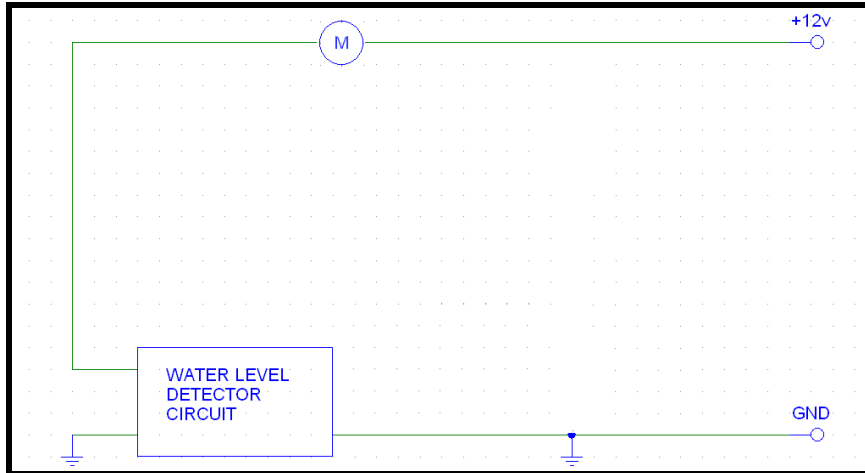 +12v
M
WATER LEVEL
DETECTOR
CIRCUIT
GND